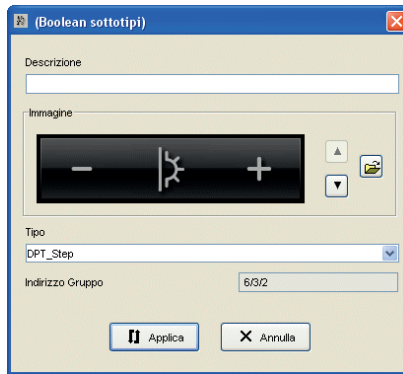 (Boolean sottotipi)
Descrizione
Immagine
Tipo
DPT_Step
Indirizzo Gruppo 6/3/2
Applica Annulla